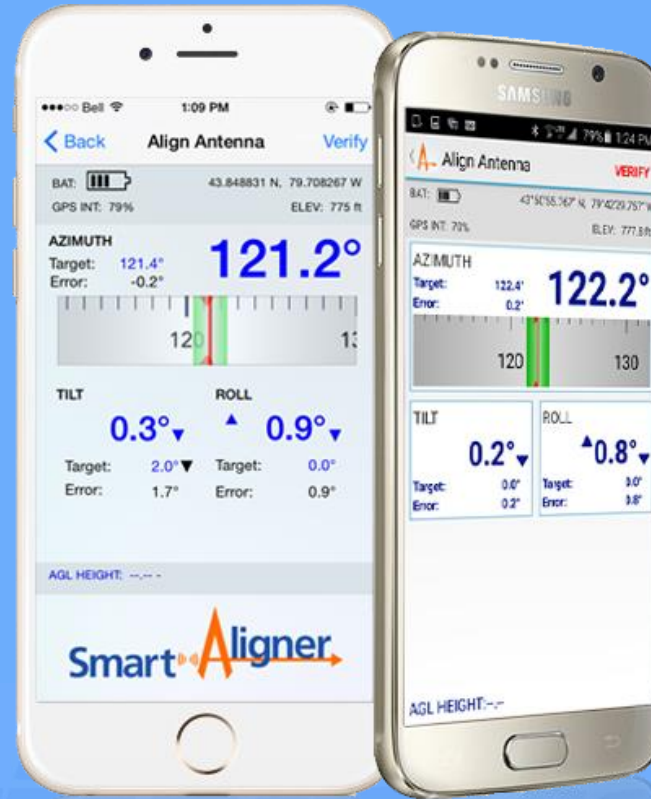 Bell 1:09 PM
Back Align Antenna Verify
BAT: 43.848831 N, 79.708267 W
GPS INT: 79% ELEV: 775 ft
AZIMUTH
121.2°
Target: 121.4°
Error: -0.2°
120
TILT ROLL
0.3° 0.9°
Target: 2.0° Target: 0.0°
Error: 1.7° Error: 0.9°
AGL HEIGHT: --.-- -
Smart Aligner
SAMSUNG
79% 1:24 PM
Align Antenna VERIFY
BAT:
GPS INT: 70% ELEV: 777.8 ft
AZIMUTH
122.2°
Target: 122.4°
Error: 0.2°
120 130
TILT ROLL
0.2° 0.8°
Target: 0.0° Target: 0.0°
Error: 0.2° Error: 0.8°
AGL HEIGHT:--.--